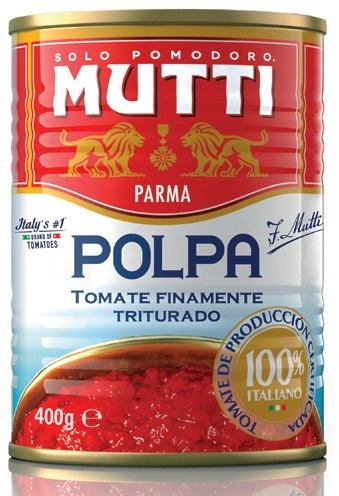 SOLO POMODORO.
MUTTI
PARMA
Italy's #1
BRAND OF
TOMATOES
F. Mutti
POLPA
TOMATE FINAMENTE
TRITURADO
TOMATE DE PRODUCCIÓN CERTIFICADA
100%
ITALIANO
400g ℮